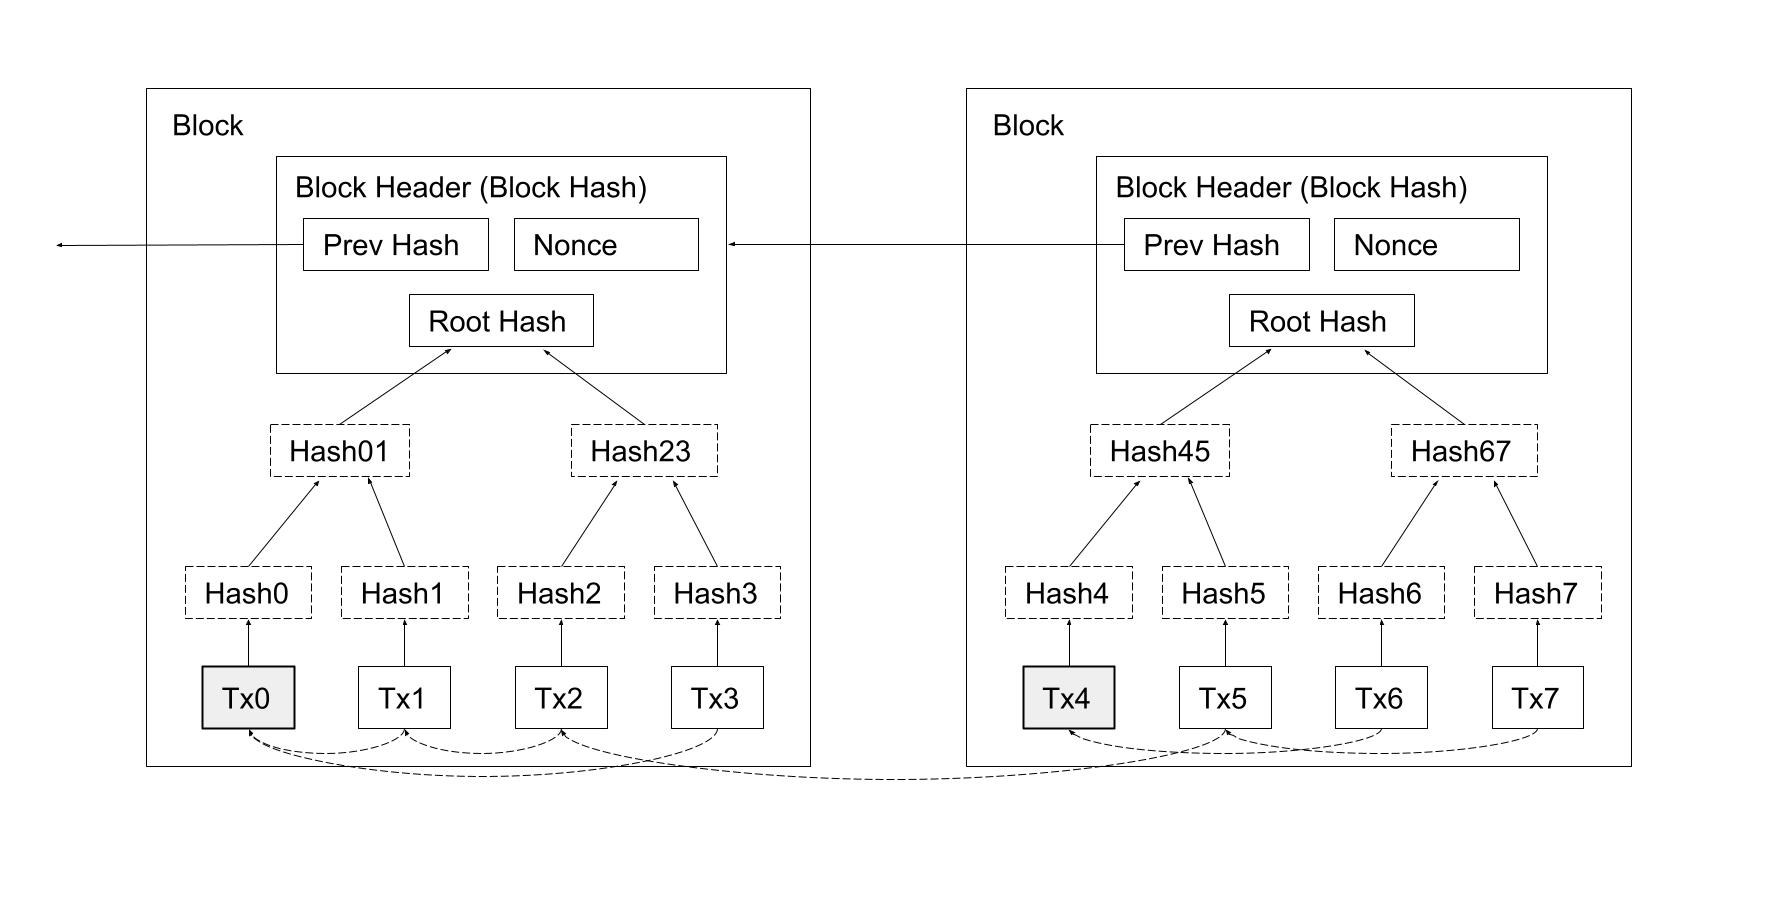 Block
Block Header (Block Hash)
Prev Hash
Nonce
Root Hash
Hash01
Hash23
Hash0
Hash1
Hash2
Hash3
Tx0
Tx1
Tx2
Tx3
Block
Block Header (Block Hash)
Prev Hash
Nonce
Root Hash
Hash45
Hash67
Hash4
Hash5
Hash6
Hash7
Tx4
Tx5
Tx6
Tx7